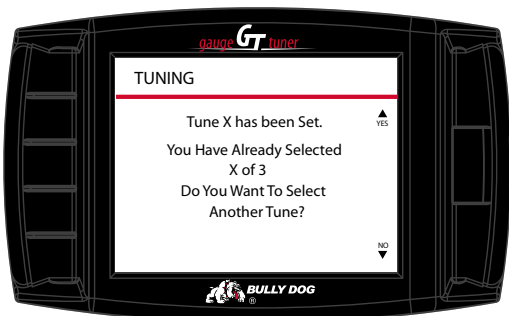 gauge GT tuner
TUNING
Tune X has been Set.
YES
You Have Already Selected
X of 3
Do You Want To Select
Another Tune?
NO
BULLY DOG
®